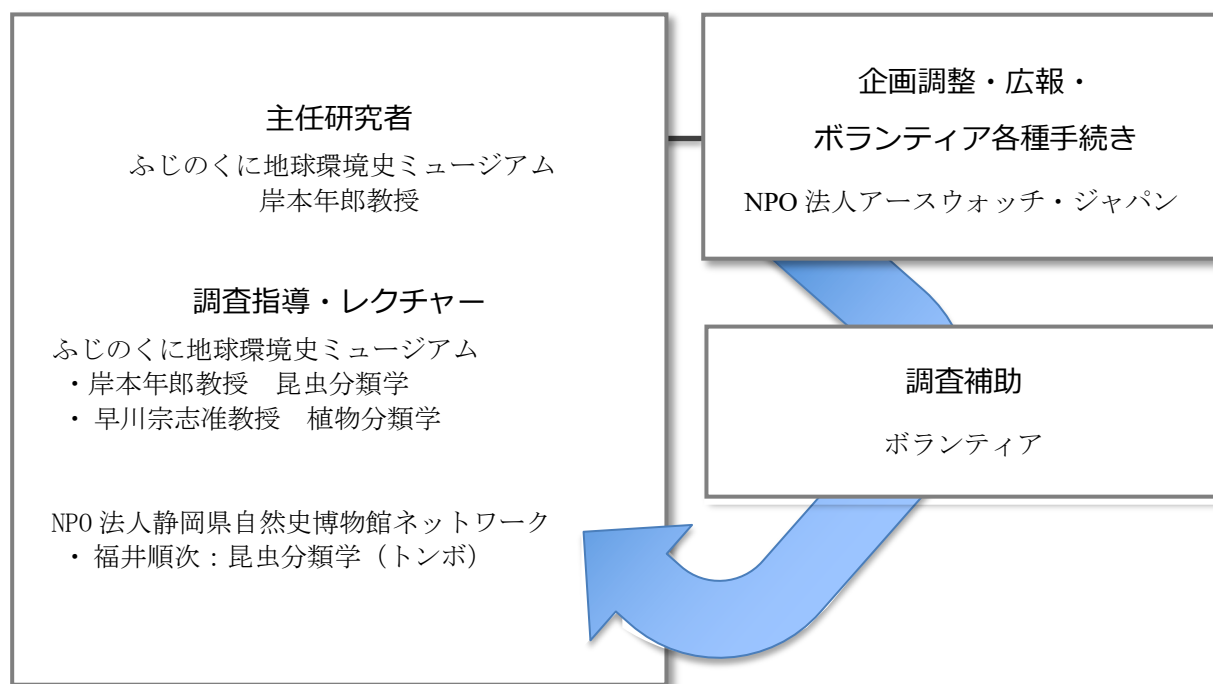 主任研究者
ふじのくに地球環境史ミュージアム
岸本年郎教授
調査指導・レクチャー
ふじのくに地球環境史ミュージアム
・岸本年郎教授　昆虫分類学
・ 早川宗志准教授　植物分類学
NPO 法人静岡県自然史博物館ネットワーク
・ 福井順次：昆虫分類学（トンボ）
企画調整・広報・
ボランティア各種手続き
NPO 法人アースウォッチ・ジャパン
調査補助
ボランティア